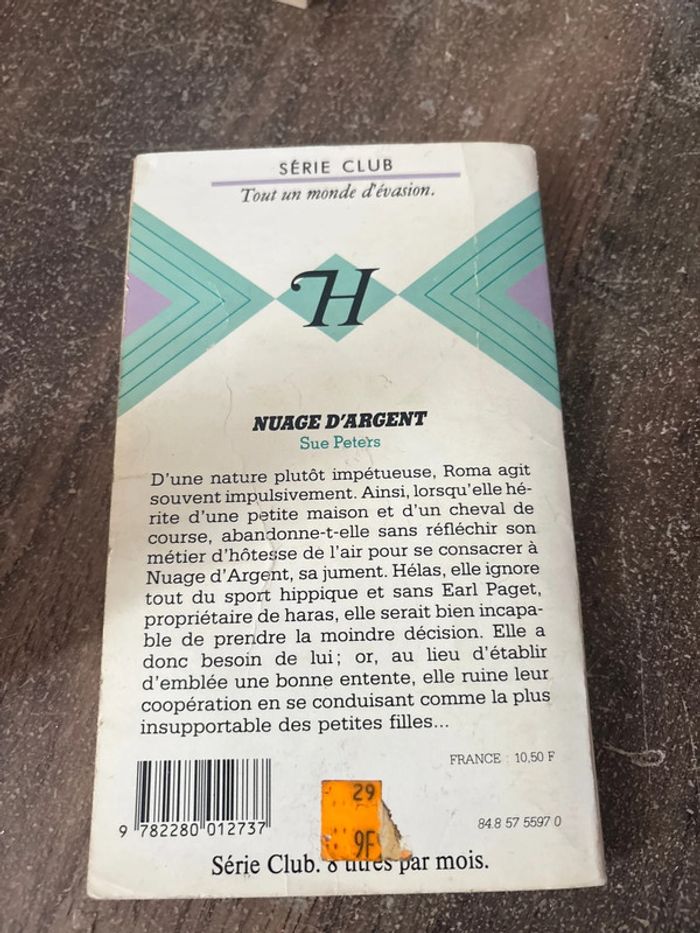 SÉRIE CLUB
Tout un monde d'évasion.
H
NUAGE D'ARGENT
Sue Peters
D'une nature plutôt impétueuse, Roma agit
souvent impulsivement. Ainsi, lorsqu'elle hé-
rite d'une petite maison et d'un cheval de
course, abandonne-t-elle sans réfléchir son
métier d'hôtesse de l'air pour se consacrer à
Nuage d'Argent, sa jument. Hélas, elle ignore
tout du sport hippique et sans Earl Paget,
propriétaire de haras, elle serait bien incapa-
ble de prendre la moindre décision. Elle a
donc besoin de lui; or, au lieu d'établir
d'emblée une bonne entente, elle ruine leur
coopération en se conduisant comme la plus
insupportable des petites filles...
FRANCE : 10,50 F
29
9F
9 782280 012737
84.8 57 5597 0
Série Club. 8 titres par mois.